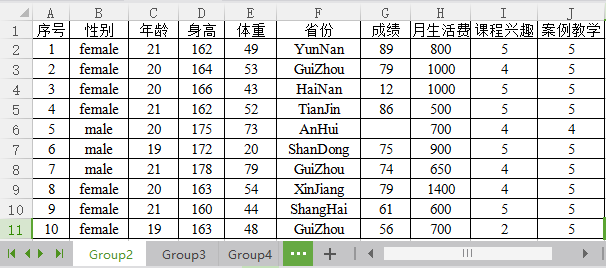 A B C D E F G H I J
1 序号 性别 年龄 身高 体重 省份 成绩 月生活费 课程兴趣 案例教学
2 1 female 21 162 49 YunNan 89 800 5 5
3 2 female 20 164 53 GuiZhou 79 1000 4 5
4 3 female 20 166 43 HaiNan 12 1000 5 5
5 4 female 21 162 52 TianJin 86 500 5 5
6 5 male 20 175 73 AnHui 700 4 4
7 6 male 19 172 20 ShanDong 75 900 5 5
8 7 male 21 178 79 GuiZhou 74 650 4 5
9 8 female 20 163 54 XinJiang 79 1400 4 5
10 9 female 21 160 44 ShangHai 61 600 5 5
11 10 female 19 163 48 GuiZhou 56 700 2 5
Group2 Group3 Group4 •••